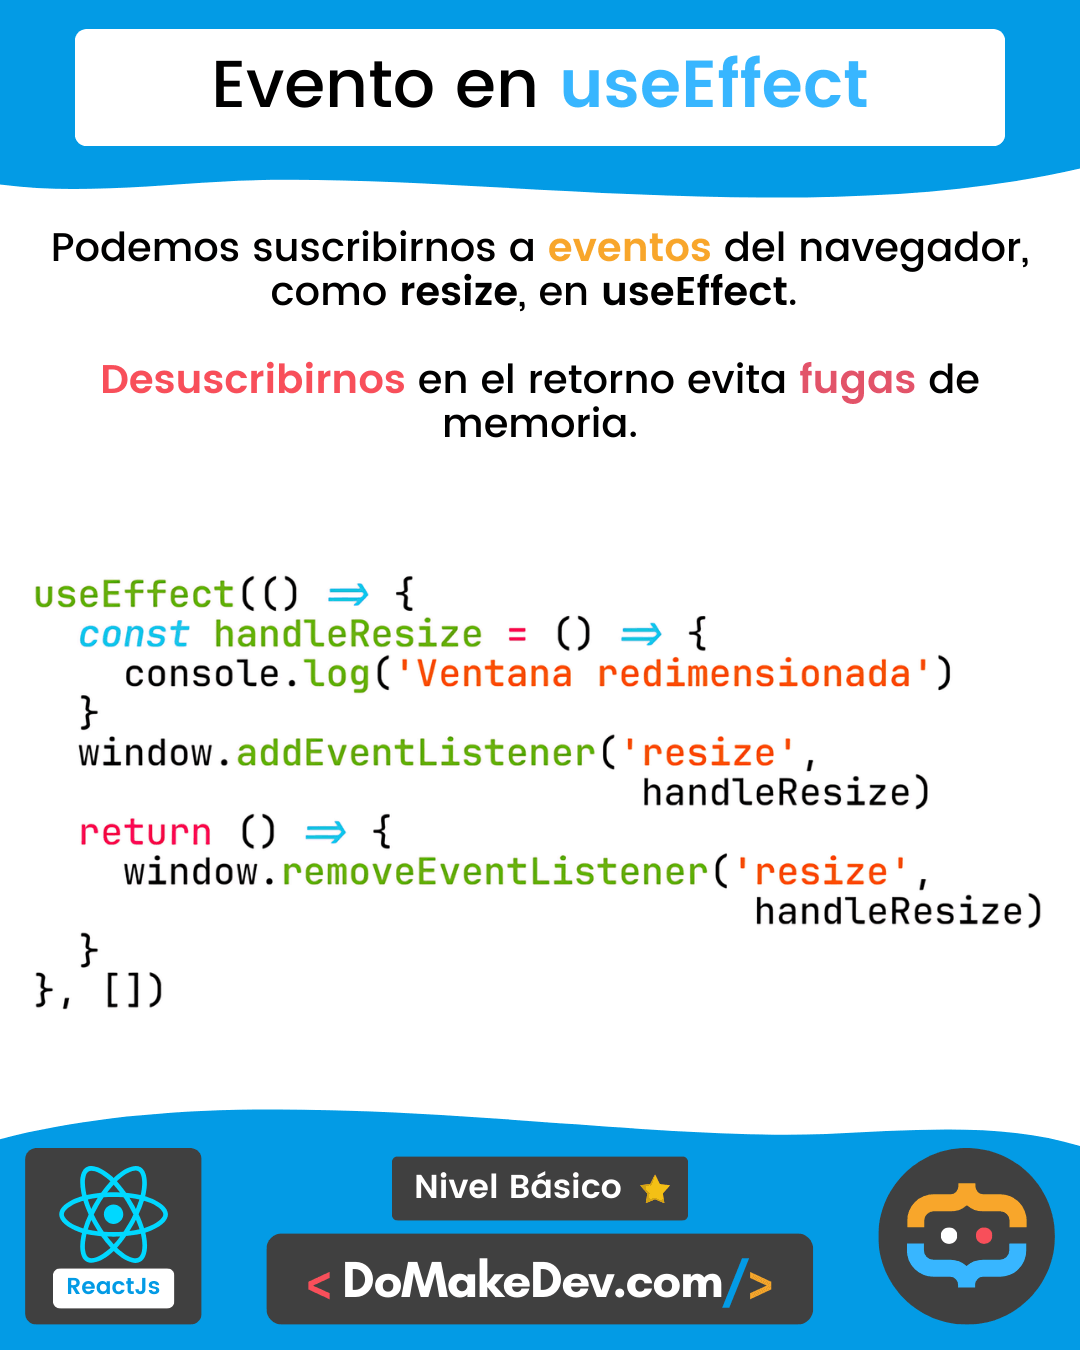 Evento en useEffect
Podemos suscribirnos a eventos del navegador,
como resize, en useEffect.
Desuscribirnos en el retorno evita fugas de
memoria.
useEffect(() => {
  const handleResize = () => {
    console.log('Ventana redimensionada')
  }
  window.addEventListener('resize',
                           handleResize)
  return () => {
    window.removeEventListener('resize',
                                handleResize)
  }
}, [])
Nivel Básico
ReactJs
< DoMakeDev.com/>